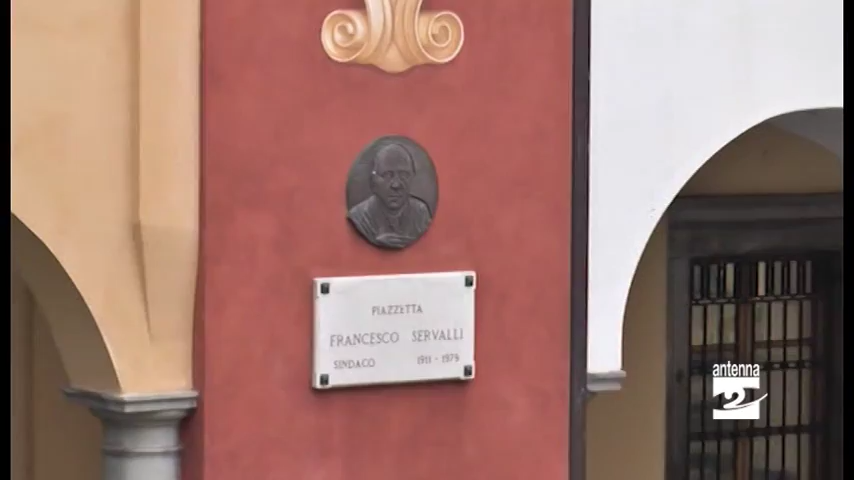 PIAZZETTA
FRANCESCO SERVALLI
SINDACO 1911 - 1979
antenna
2